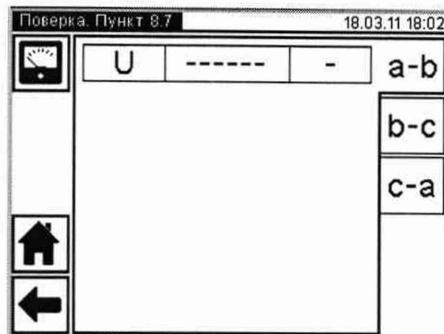 Поверка. Пункт 8.7 18.03.11 18:02
U ------ - a-b
b-c
c-a